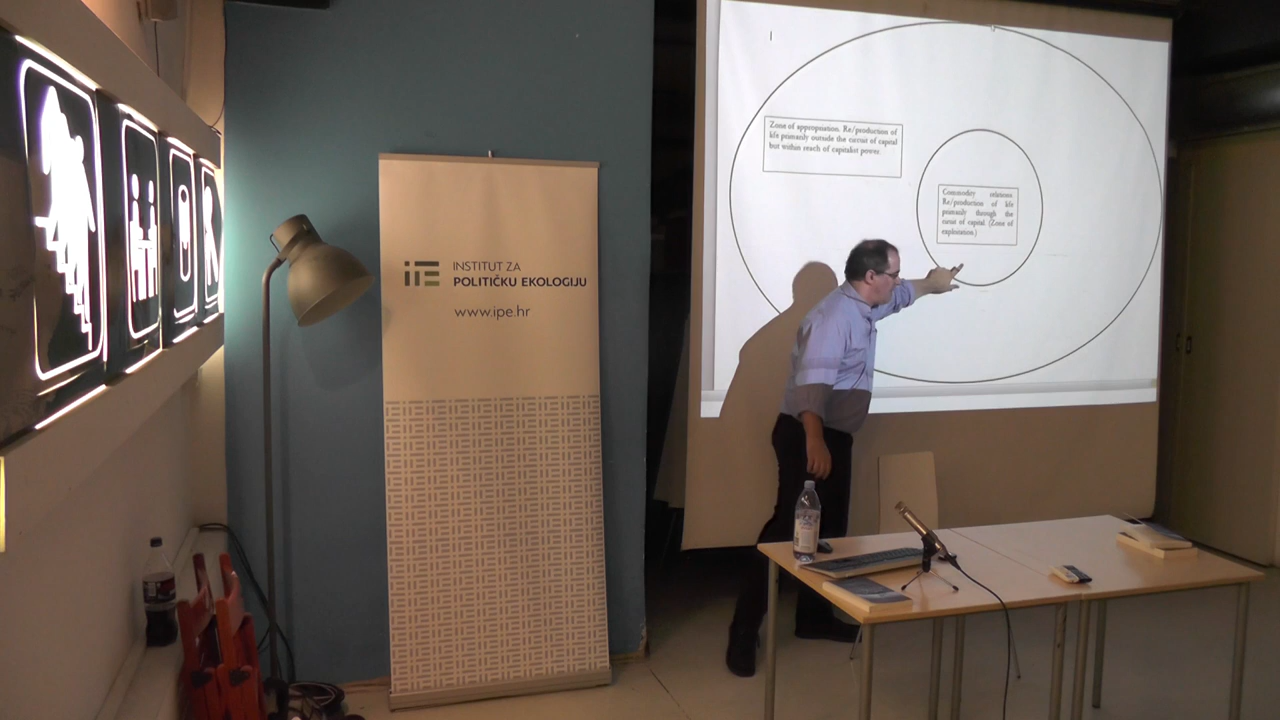 INSTITUT ZA
POLITIČKU EKOLOGIJU
www.ipe.hr
Zone of appropriation. Re/production of
life primarily outside the circuit of capital
but within reach of capitalist power.
Commodity relations.
Re/production of life
primarily through the
circuit of capital. (Zone of
exploitation.)